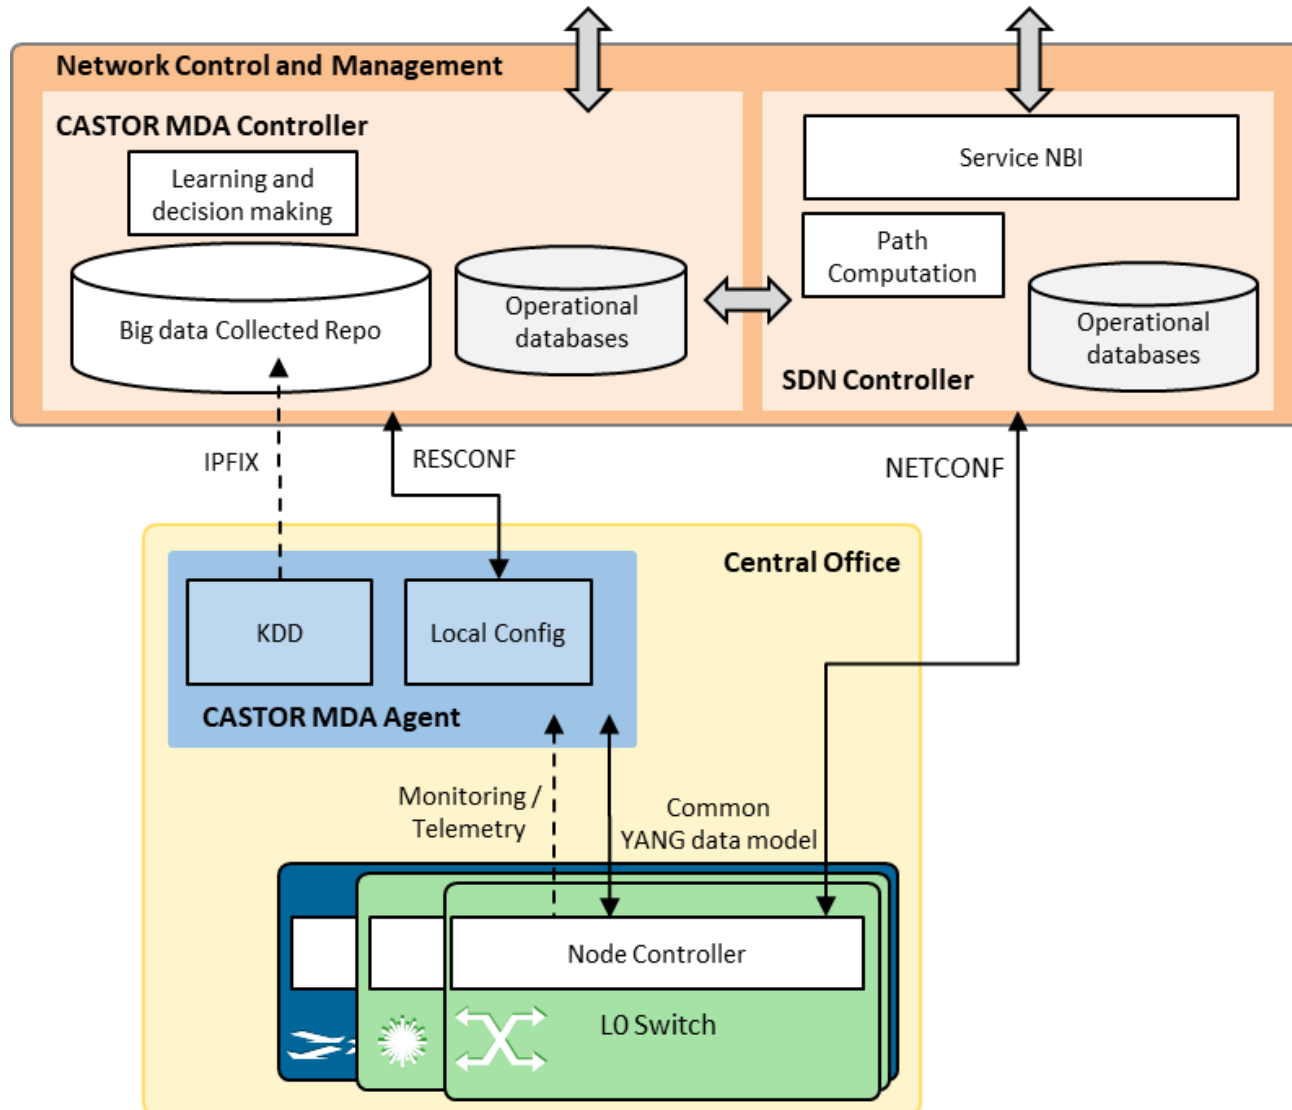 Network Control and Management
CASTOR MDA Controller
Learning and
decision making
Big data Collected Repo
Operational
databases
Service NBI
Path
Computation
Operational
databases
SDN Controller
IPFIX
RESCONF
NETCONF
Central Office
KDD
Local Config
CASTOR MDA Agent
Monitoring /
Telemetry
Common
YANG data model
Node Controller
L0 Switch